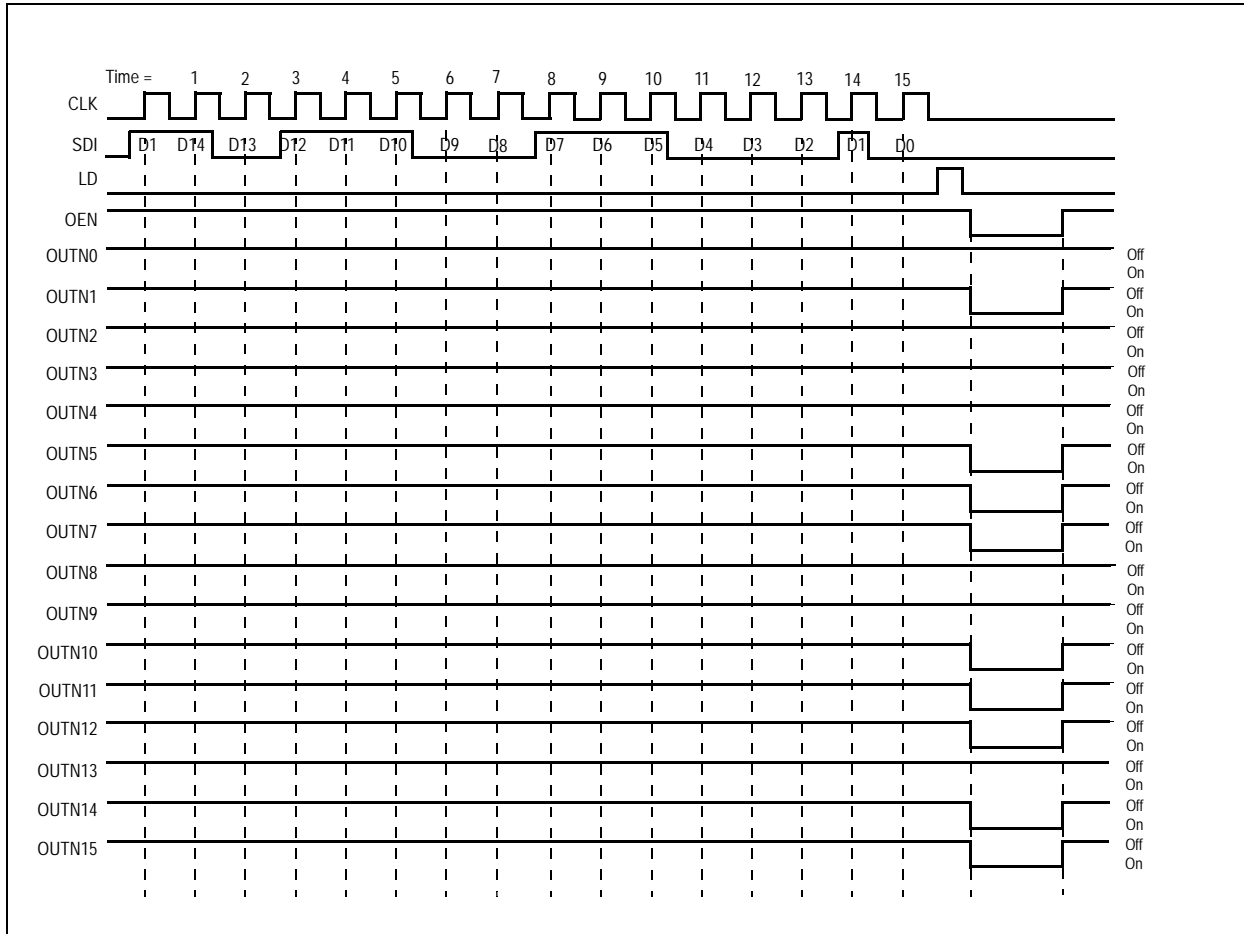 Time = 1 2 3 4 5 6 7 8 9 10 11 12 13 14 15
CLK
SDI D1 D14 D13 D12 D11 D10 D9 D8 D7 D6 D5 D4 D3 D2 D1 D0
LD
OEN
OUTN0 Off
On
OUTN1 Off
On
OUTN2 Off
On
OUTN3 Off
On
OUTN4 Off
On
OUTN5 Off
On
OUTN6 Off
On
OUTN7 Off
On
OUTN8 Off
On
OUTN9 Off
On
OUTN10 Off
On
OUTN11 Off
On
OUTN12 Off
On
OUTN13 Off
On
OUTN14 Off
On
OUTN15 Off
On